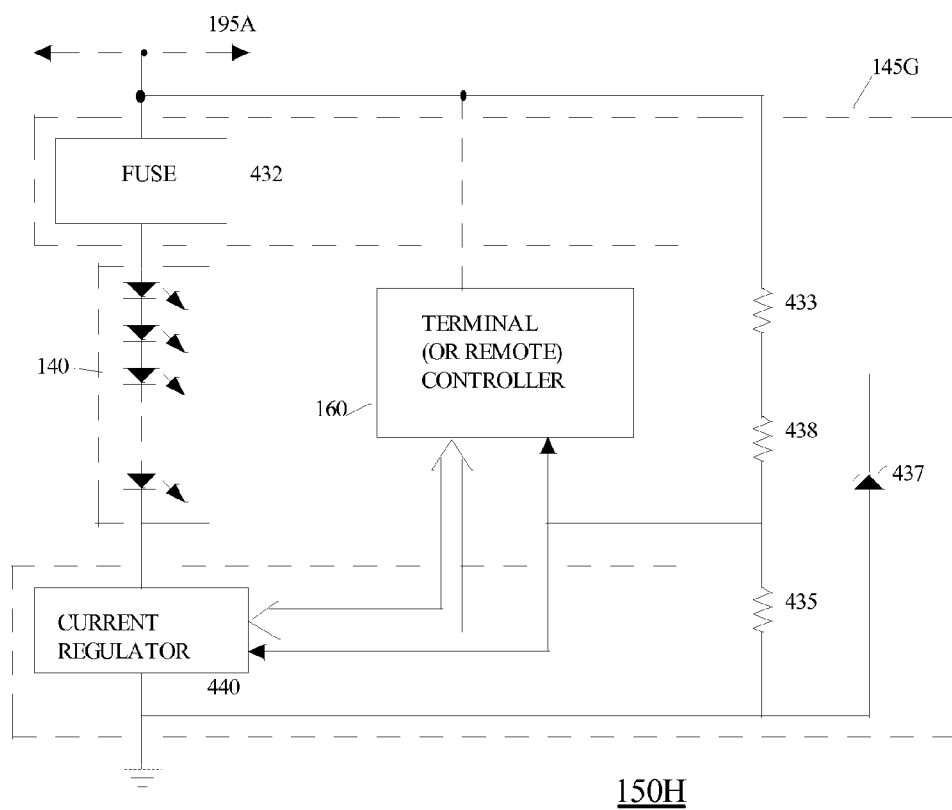 195A
145G
FUSE
432
140
TERMINAL
(OR REMOTE)
CONTROLLER
160
433
438
437
435
CURRENT
REGULATOR
440
150H